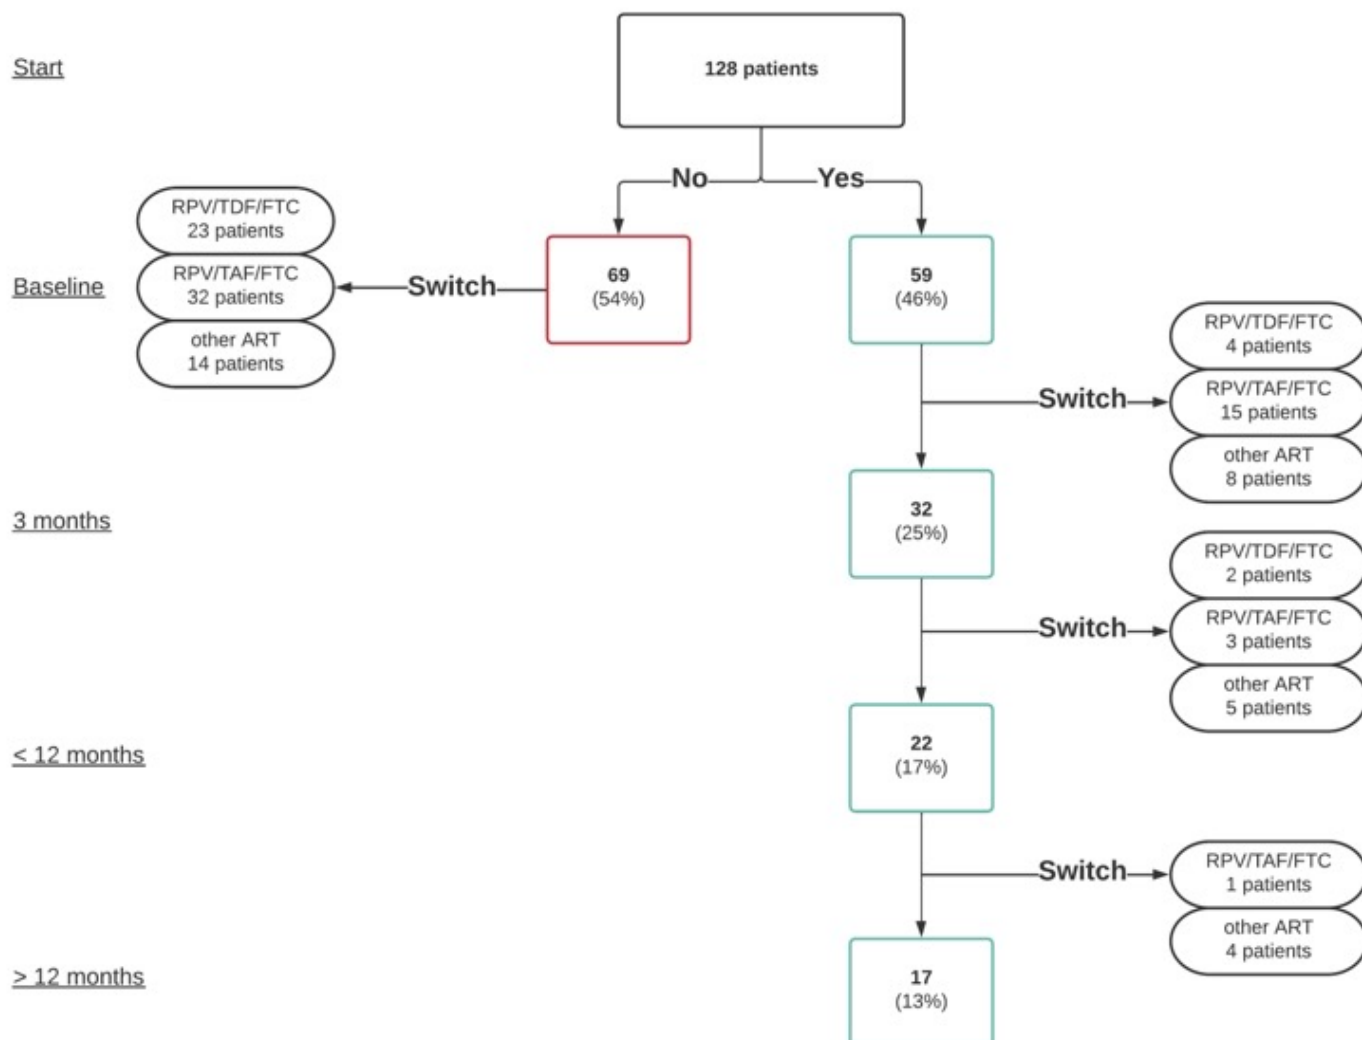 Start
128 patients
No
Yes
RPV/TDF/FTC
23 patients
Baseline
RPV/TAF/FTC
32 patients
other ART
14 patients
Switch
69
(54%)
59
(46%)
Switch
RPV/TDF/FTC
4 patients
RPV/TAF/FTC
15 patients
other ART
8 patients
3 months
32
(25%)
Switch
RPV/TDF/FTC
2 patients
RPV/TAF/FTC
3 patients
other ART
5 patients
< 12 months
22
(17%)
Switch
RPV/TAF/FTC
1 patients
other ART
4 patients
> 12 months
17
(13%)